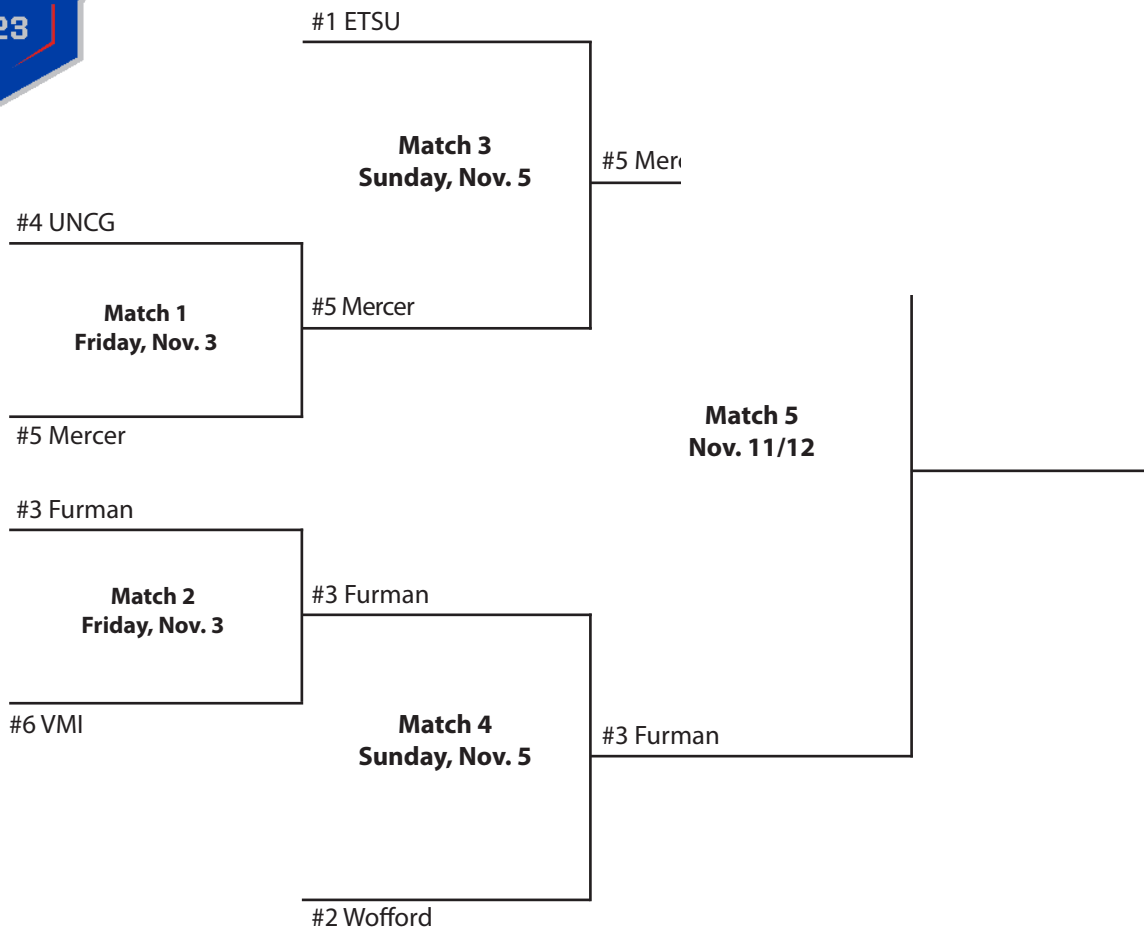 23
#1 ETSU
Match 3
Sunday, Nov. 5
#5
#4 UNCG
Match 1
Friday, Nov. 3
#5 Mercer
#5 Mercer
Match 5
Nov. 11/12
#3 Furman
Match 2
Friday, Nov. 3
#3 Furman
#6 VMI
Match 4
Sunday, Nov. 5
#3 Furman
#2 Wofford